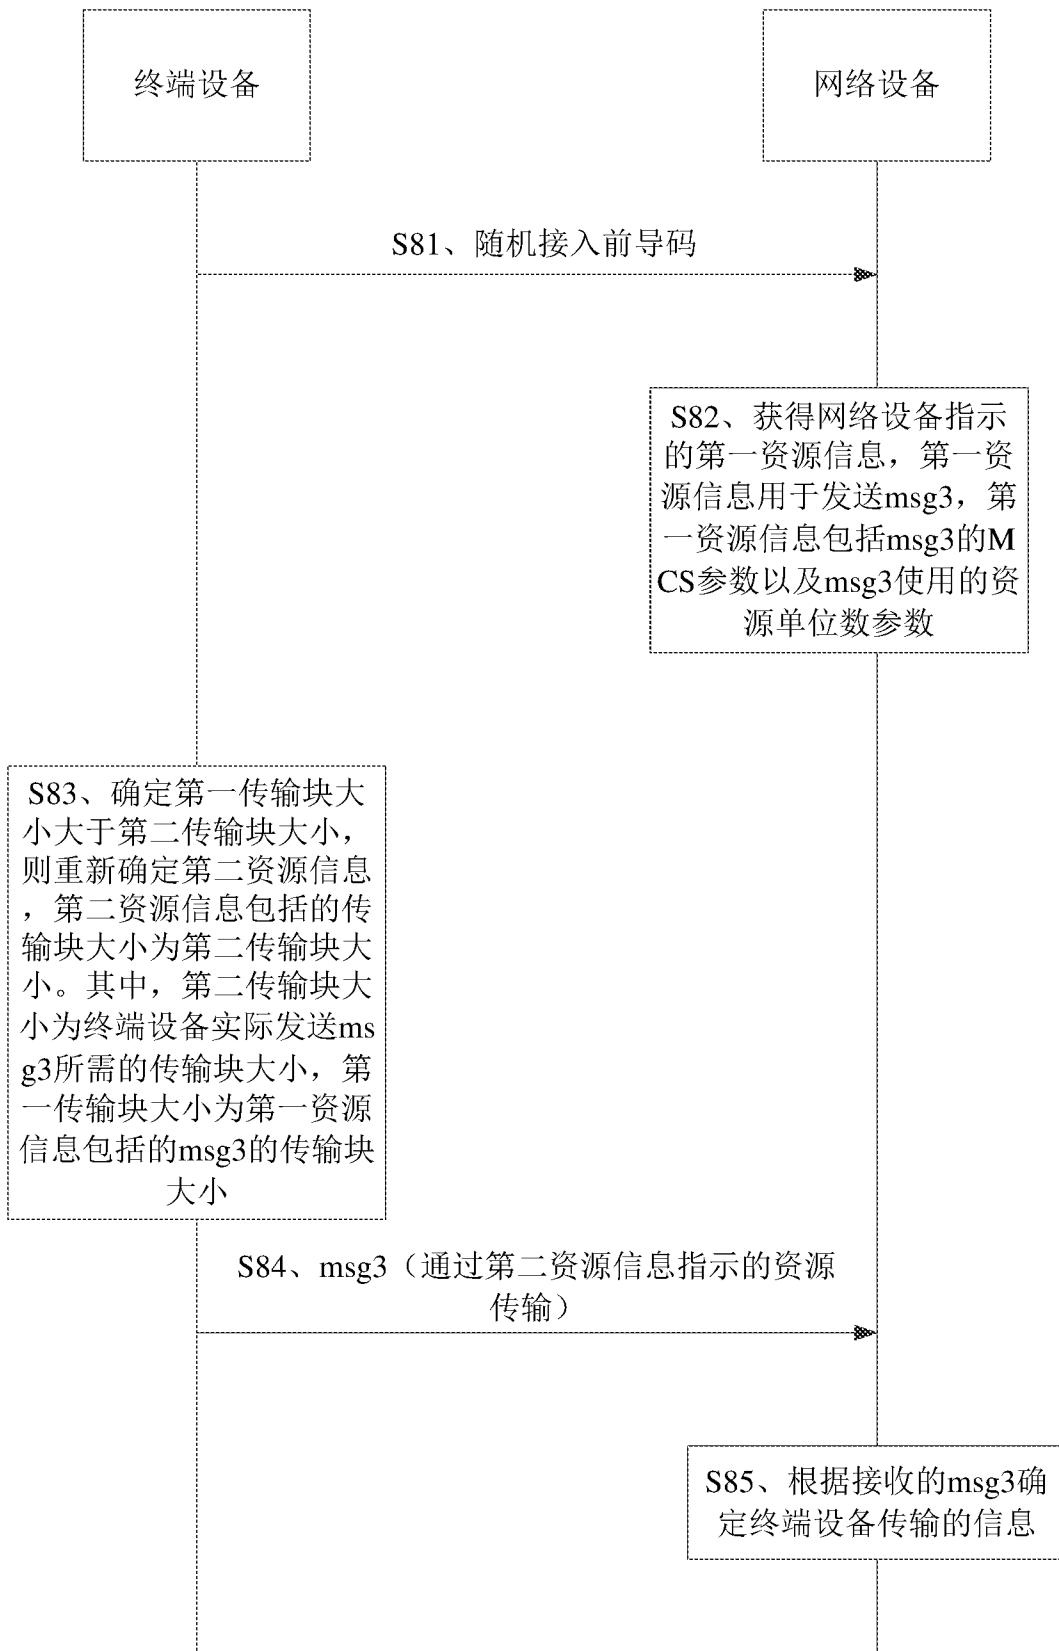 终端设备
网络设备
S81、随机接入前导码
S82、获得网络设备指示
的第一资源信息，第一资
源信息用于发送msg3，第
一资源信息包括msg3的M
CS参数以及msg3使用的资
源单位数参数
S83、确定第一传输块大
小大于第二传输块大小，
则重新确定第二资源信息
，第二资源信息包括的传
输块大小为第二传输块大
小。其中，第二传输块大
小为终端设备实际发送ms
g3所需的传输块大小，第
一传输块大小为第一资源
信息包括的msg3的传输块
大小
S84、msg3（通过第二资源信息指示的资源
传输）
S85、根据接收的msg3确
定终端设备传输的信息